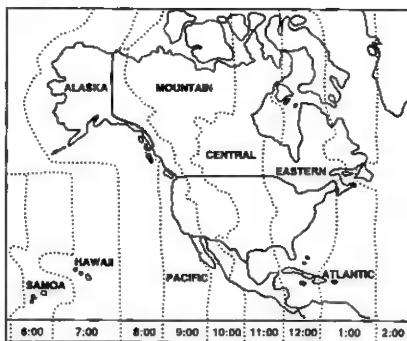 ALASKA MOUNTAIN
CENTRAL
EASTERN
HAWAII
SAMOA
PACIFIC ATLANTIC
6:00 7:00 8:00 9:00 10:00 11:00 12:00 1:00 2:00